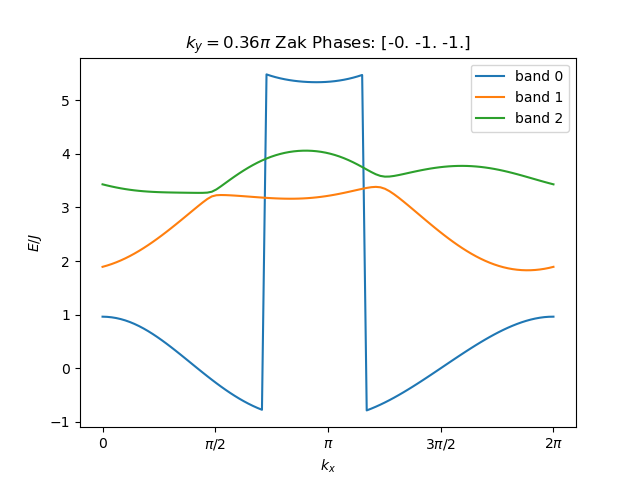 $k_y = 0.36\pi$ Zak Phases: [-0. -1. -1.]
band 0
band 1
band 2
E/J
5
4
3
2
1
0
−1
0
π/2
π
3π/2
2π
$k_x$